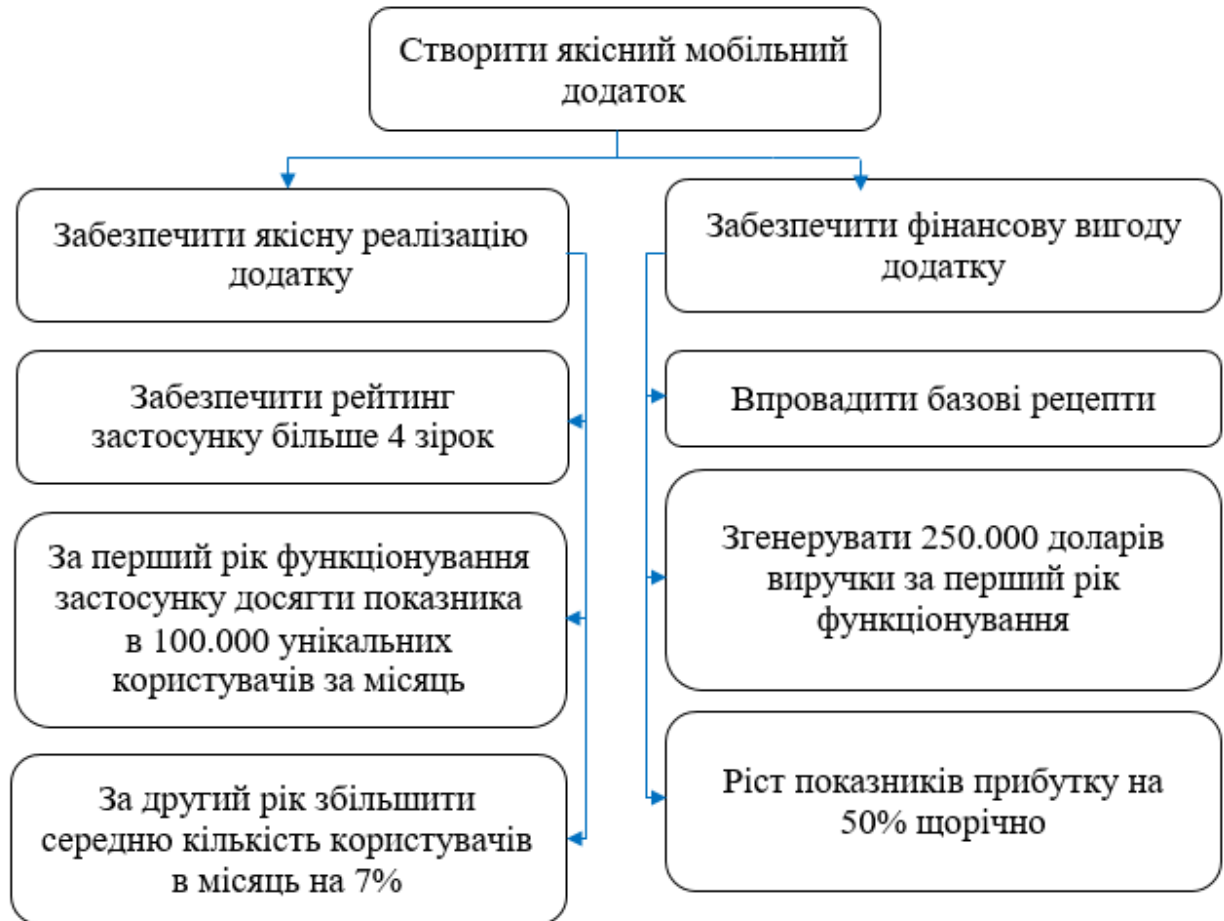 Створити якісний мобільний
додаток
Забезпечити якісну реалізацію
додатку
Забезпечити рейтинг
застосунку більше 4 зірок
За перший рік функціонування
застосунку досягти показника
в 100.000 унікальних
користувачів за місяць
За другий рік збільшити
середню кількість користувачів
в місяць на 7%
Забезпечити фінансову вигоду
додатку
Впровадити базові рецепти
Згенерувати 250.000 доларів
виручки за перший рік
функціонування
Ріст показників прибутку на
50% щорічно